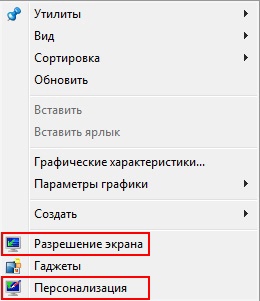 Утилиты
Вид
Сортировка
Обновить
Вставить
Вставить ярлык
Графические характеристики...
Параметры графики
Создать
Разрешение экрана
Гаджеты
Персонализация